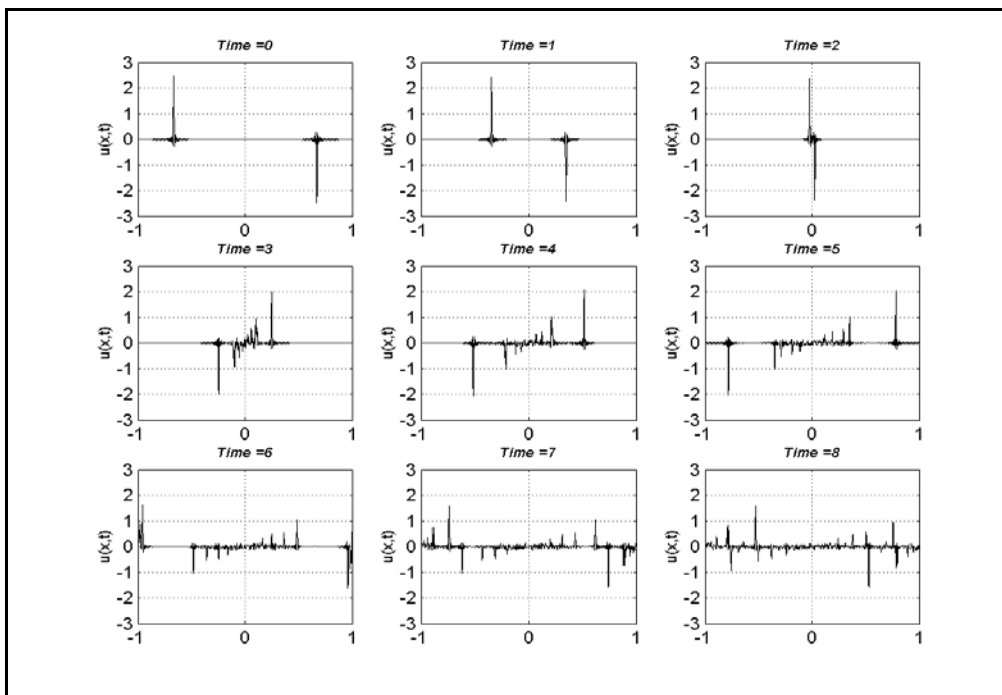 Time =0 Time =1 Time =2
3 3 3
2 2 2
1 1 1
u(x,t) 0 u(x,t) 0 u(x,t) 0
-1 -1 -1
-2 -2 -2
-3 -3 -3
-1 0 1 -1 0 1 -1 0 1
Time =3 Time =4 Time =5
3 3 3
2 2 2
1 1 1
u(x,t) 0 u(x,t) 0 u(x,t) 0
-1 -1 -1
-2 -2 -2
-3 -3 -3
-1 0 1 -1 0 1 -1 0 1
Time =6 Time =7 Time =8
3 3 3
2 2 2
1 1 1
u(x,t) 0 u(x,t) 0 u(x,t) 0
-1 -1 -1
-2 -2 -2
-3 -3 -3
-1 0 1 -1 0 1 -1 0 1